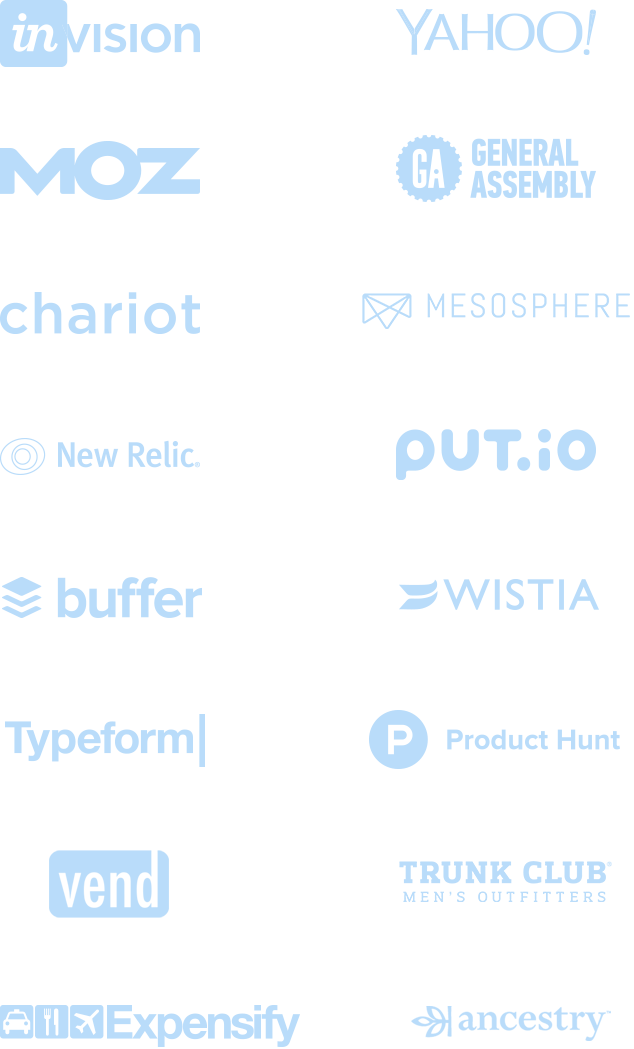 invision
YAHOO!
MOZ
GA GENERAL
ASSEMBLY
chariot
MESOSPHERE
New Relic®
PUT.iO
buffer
WISTIA
Typeform
P Product Hunt
vend
TRUNK CLUB®
MEN'S OUTFITTERS
Expensify
ancestry™